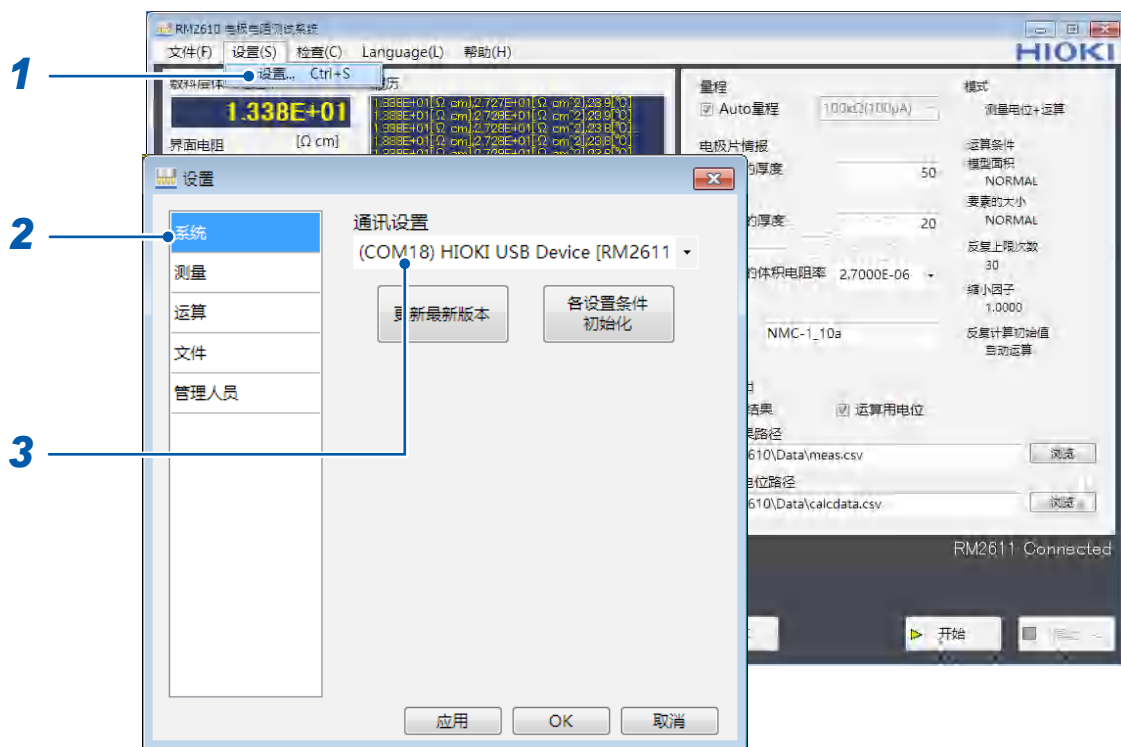 RM2610 电极电阻测试系统
文件(F) 设置(S) 检查(C) Language(L) 帮助(H)
HIOKI
1
设置... Ctrl+S
1.338E+01
[Ω cm]
界面电阻
量程
Auto量程 100kΩ(100μA)
电极片情报
的厚度 50
的厚度 20
的体积电阻率 2.7000E-06
NMC-1_10a
结果 运算用电位
果路径
610\Data\meas.csv 浏览
电位路径
610\Data\calcdata.csv 浏览
模式
测量电位+运算
运算条件
模型面积
NORMAL
要素的大小
NORMAL
反复上限次数
30
缩小因子
1.0000
反复计算初始值
自动运算
RM2611 Connected
开始
设置
2
系统
测量
运算
文件
管理人员
通讯设置
3
(COM18) HIOKI USB Device [RM2611
更新最新版本
各设置条件
初始化
应用 OK 取消